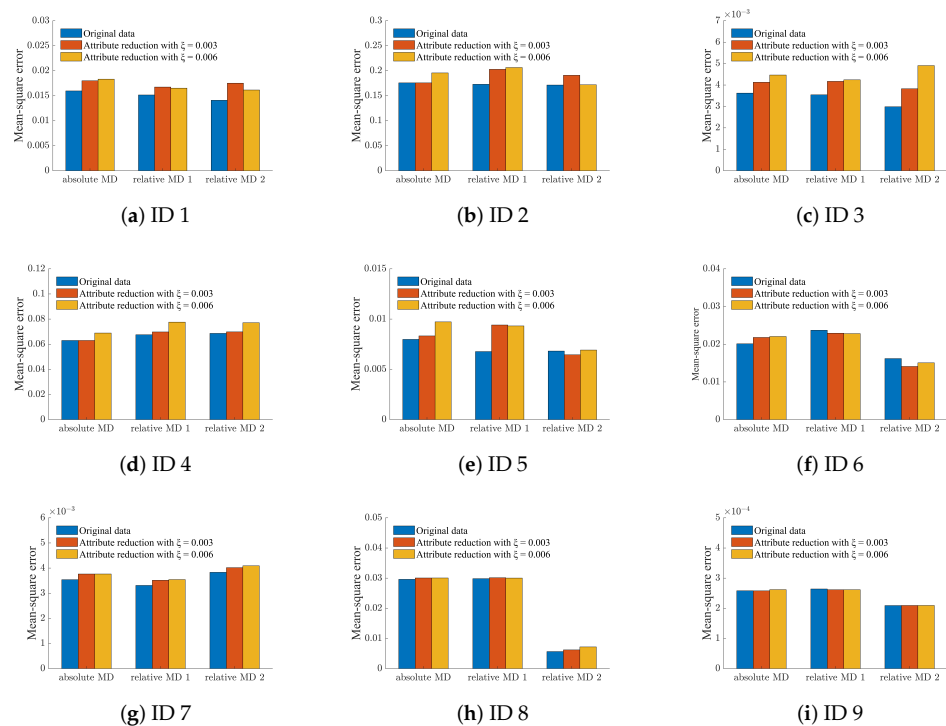 0.03
0.025
0.02
0.015
0.01
0.005
0
Mean-square error
Original data
Attribute reduction with ξ = 0.003
Attribute reduction with ξ = 0.006
absolute MD relative MD 1 relative MD 2
(a) ID 1
0.3
0.25
0.2
0.15
0.1
0.05
0
Mean-square error
Original data
Attribute reduction with ξ = 0.003
Attribute reduction with ξ = 0.006
absolute MD relative MD 1 relative MD 2
(b) ID 2
×10⁻³
7
6
5
4
3
2
1
0
Mean-square error
Original data
Attribute reduction with ξ = 0.003
Attribute reduction with ξ = 0.006
absolute MD relative MD 1 relative MD 2
(c) ID 3
0.12
0.1
0.08
0.06
0.04
0.02
0
Mean-square error
Original data
Attribute reduction with ξ = 0.003
Attribute reduction with ξ = 0.006
absolute MD relative MD 1 relative MD 2
(d) ID 4
0.015
0.01
0.005
0
Mean-square error
Original data
Attribute reduction with ξ = 0.003
Attribute reduction with ξ = 0.006
absolute MD relative MD 1 relative MD 2
(e) ID 5
0.04
0.03
0.02
0.01
0
Mean-square error
Original data
Attribute reduction with ξ = 0.003
Attribute reduction with ξ = 0.006
absolute MD relative MD 1 relative MD 2
(f) ID 6
×10⁻³
6
5
4
3
2
1
0
Mean-square error
Original data
Attribute reduction with ξ = 0.003
Attribute reduction with ξ = 0.006
absolute MD relative MD 1 relative MD 2
(g) ID 7
0.05
0.04
0.03
0.02
0.01
0
Mean-square error
Original data
Attribute reduction with ξ = 0.003
Attribute reduction with ξ = 0.006
absolute MD relative MD 1 relative MD 2
(h) ID 8
×10⁻⁴
5
4
3
2
1
0
Mean-square error
Original data
Attribute reduction with ξ = 0.003
Attribute reduction with ξ = 0.006
absolute MD relative MD 1 relative MD 2
(i) ID 9